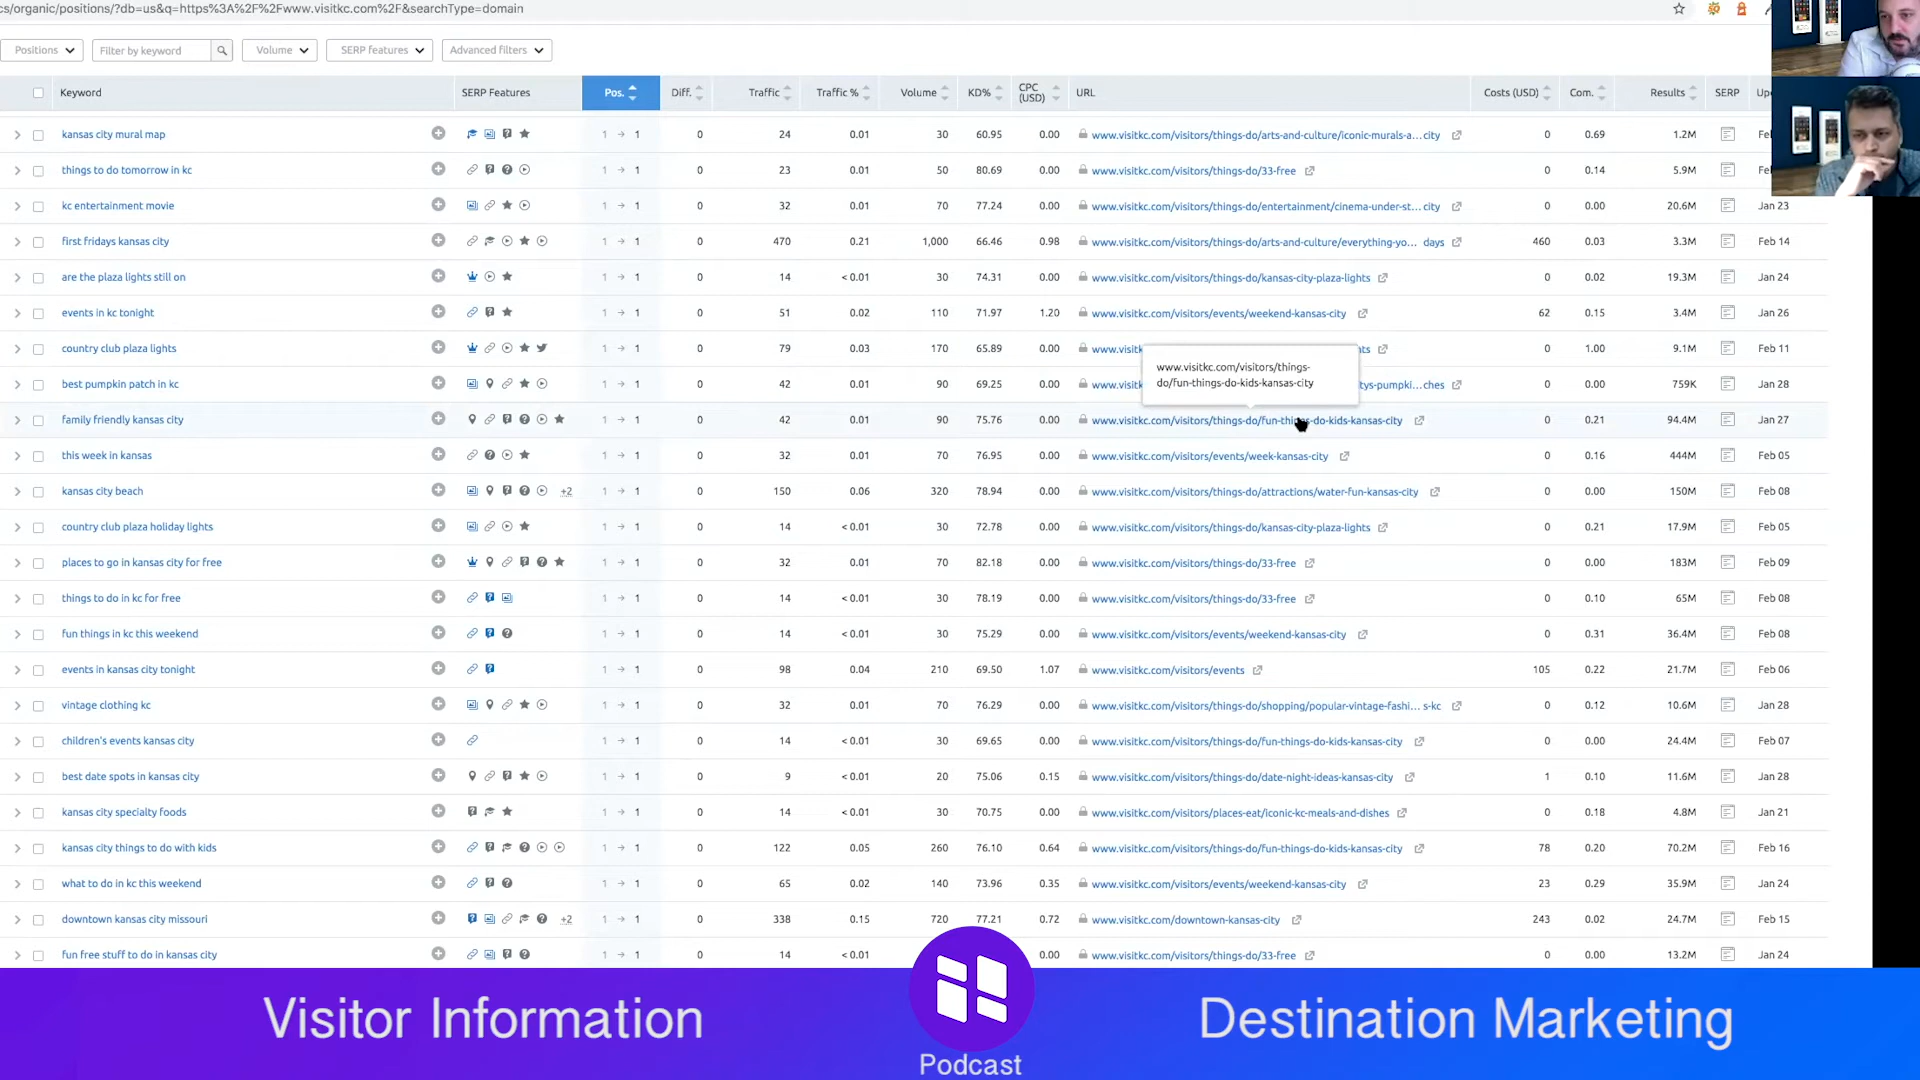 cs/organic/positions/?db=us&q=https%3A%2F%2Fwww.visitkc.com%2F&searchType=domain
Positions Filter by keyword Volume SERP features Advanced filters
Keyword SERP Features Pos. Diff. Traffic Traffic % Volume KD% CPC (USD) URL Costs (USD) Com. Results SERP
kansas city mural map 1 → 1 0 24 0.01 30 60.95 0.00 www.visitkc.com/visitors/things-do/arts-and-culture/iconic-murals-a... city 0 0.69 1.2M
things to do tomorrow in kc 1 → 1 0 23 0.01 50 80.69 0.00 www.visitkc.com/visitors/things-do/33-free 0 0.14 5.9M
kc entertainment movie 1 → 1 0 32 0.01 70 77.24 0.00 www.visitkc.com/visitors/things-do/entertainment/cinema-under-st... city 0 0.00 20.6M Jan 23
first fridays kansas city 1 → 1 0 470 0.21 1,000 66.46 0.98 www.visitkc.com/visitors/things-do/arts-and-culture/everything-yo... days 460 0.03 3.3M Feb 14
are the plaza lights still on 1 → 1 0 14 < 0.01 30 74.31 0.00 www.visitkc.com/visitors/things-do/kansas-city-plaza-lights 0 0.02 19.3M Jan 24
events in kc tonight 1 → 1 0 51 0.02 110 71.97 1.20 www.visitkc.com/visitors/events/weekend-kansas-city 62 0.15 3.4M Jan 26
country club plaza lights 1 → 1 0 79 0.03 170 65.89 0.00 www.visitk hts 0 1.00 9.1M Feb 11
www.visitkc.com/visitors/things-
do/fun-things-do-kids-kansas-city
best pumpkin patch in kc 1 → 1 0 42 0.01 90 69.25 0.00 www.visitk tys-pumpki... ches 0 0.00 759K Jan 28
family friendly kansas city 1 → 1 0 42 0.01 90 75.76 0.00 www.visitkc.com/visitors/things-do/fun-things-do-kids-kansas-city 0 0.21 94.4M Jan 27
this week in kansas 1 → 1 0 32 0.01 70 76.95 0.00 www.visitkc.com/visitors/events/week-kansas-city 0 0.16 444M Feb 05
kansas city beach +2 1 → 1 0 150 0.06 320 78.94 0.00 www.visitkc.com/visitors/things-do/attractions/water-fun-kansas-city 0 0.00 150M Feb 08
country club plaza holiday lights 1 → 1 0 14 < 0.01 30 72.78 0.00 www.visitkc.com/visitors/things-do/kansas-city-plaza-lights 0 0.21 17.9M Feb 05
places to go in kansas city for free 1 → 1 0 32 0.01 70 82.18 0.00 www.visitkc.com/visitors/things-do/33-free 0 0.00 183M Feb 09
things to do in kc for free 1 → 1 0 14 < 0.01 30 78.19 0.00 www.visitkc.com/visitors/things-do/33-free 0 0.10 65M Feb 08
fun things in kc this weekend 1 → 1 0 14 < 0.01 30 75.29 0.00 www.visitkc.com/visitors/events/weekend-kansas-city 0 0.31 36.4M Feb 08
events in kansas city tonight 1 → 1 0 98 0.04 210 69.50 1.07 www.visitkc.com/visitors/events 105 0.22 21.7M Feb 06
vintage clothing kc 1 → 1 0 32 0.01 70 76.29 0.00 www.visitkc.com/visitors/things-do/shopping/popular-vintage-fashi... s-kc 0 0.12 10.6M Jan 28
children's events kansas city 1 → 1 0 14 < 0.01 30 69.65 0.00 www.visitkc.com/visitors/things-do/fun-things-do-kids-kansas-city 0 0.00 24.4M Feb 07
best date spots in kansas city 1 → 1 0 9 < 0.01 20 75.06 0.15 www.visitkc.com/visitors/things-do/date-night-ideas-kansas-city 1 0.10 11.6M Jan 28
kansas city specialty foods 1 → 1 0 14 < 0.01 30 70.75 0.00 www.visitkc.com/visitors/places-eat/iconic-kc-meals-and-dishes 0 0.18 4.8M Jan 21
kansas city things to do with kids 1 → 1 0 122 0.05 260 76.10 0.64 www.visitkc.com/visitors/things-do/fun-things-do-kids-kansas-city 78 0.20 70.2M Feb 16
what to do in kc this weekend 1 → 1 0 65 0.02 140 73.96 0.35 www.visitkc.com/visitors/events/weekend-kansas-city 23 0.29 35.9M Jan 24
downtown kansas city missouri +2 1 → 1 0 338 0.15 720 77.21 0.72 www.visitkc.com/downtown-kansas-city 243 0.02 24.7M Feb 15
fun free stuff to do in kansas city 1 → 1 0 14 < 0.01 0.00 www.visitkc.com/visitors/things-do/33-free 0 0.00 13.2M Jan 24
Visitor Information
Podcast
Destination Marketing